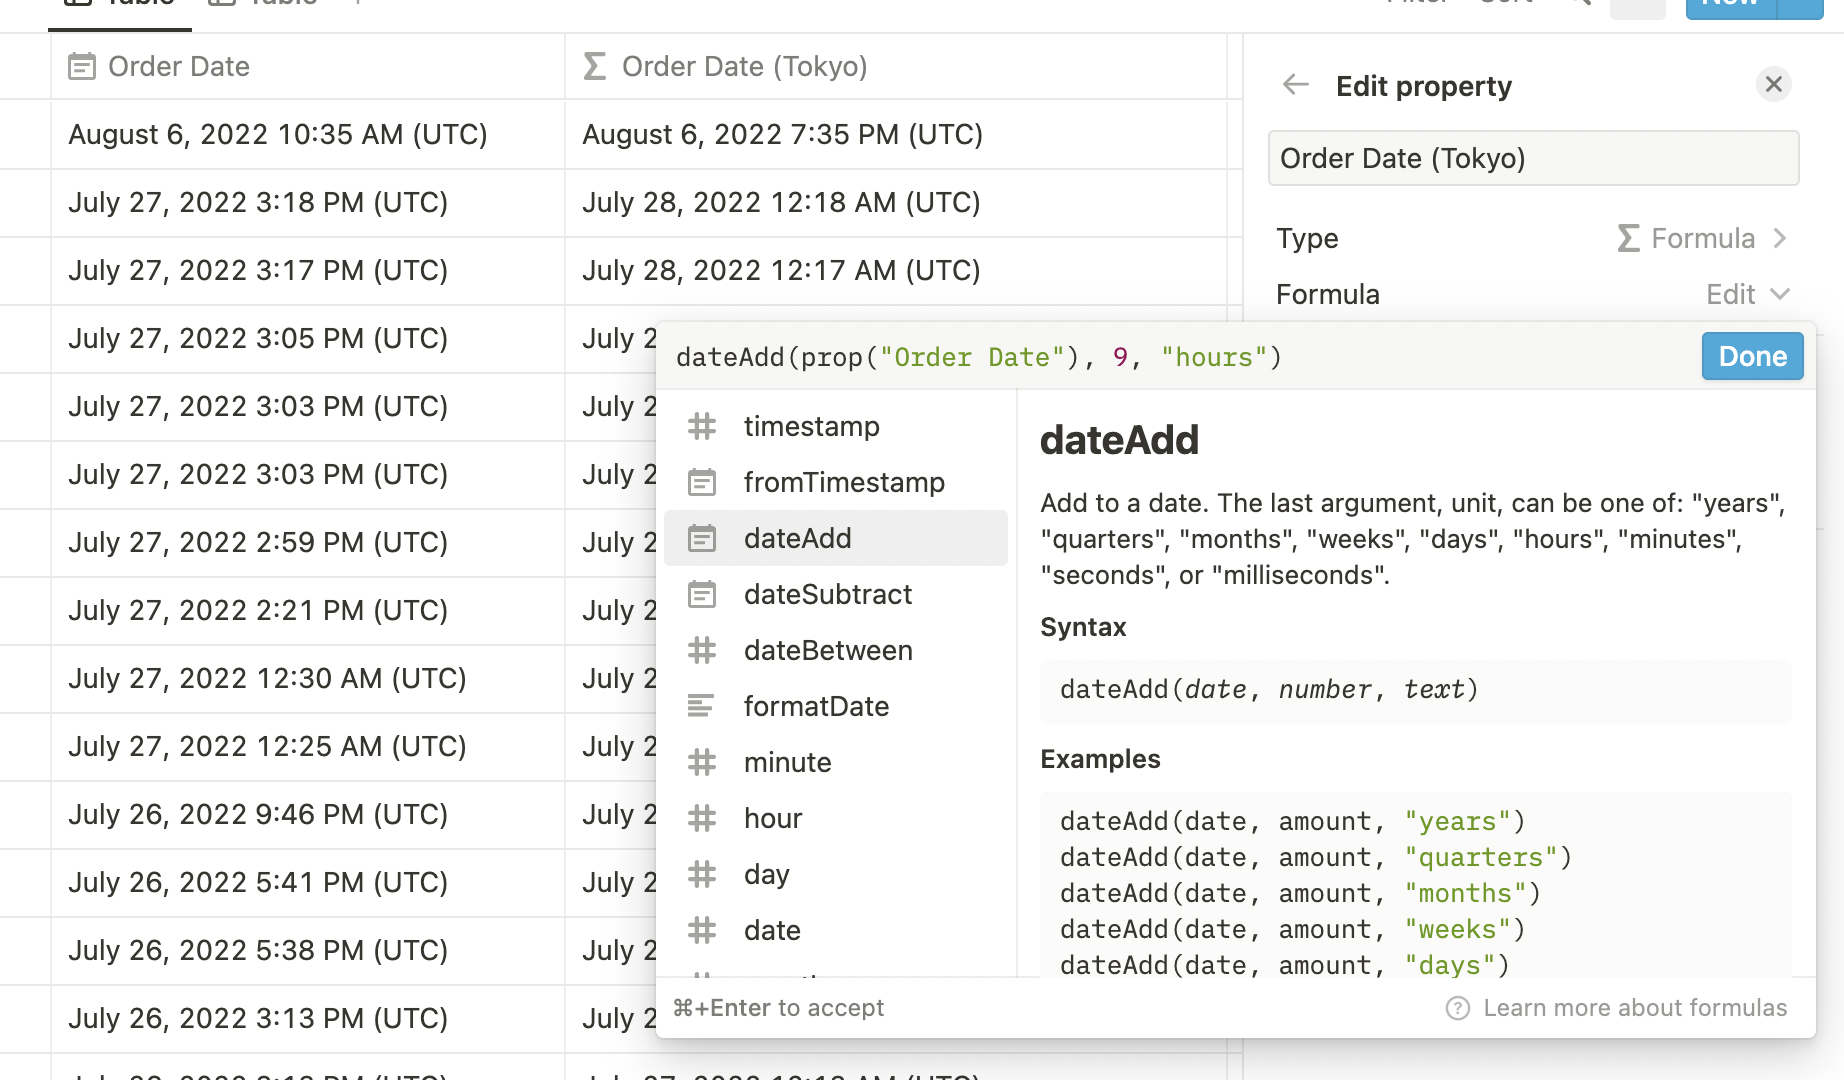 Table Table +
Filter Sort New
Order Date Order Date (Tokyo)
August 6, 2022 10:35 AM (UTC) August 6, 2022 7:35 PM (UTC)
July 27, 2022 3:18 PM (UTC) July 28, 2022 12:18 AM (UTC)
July 27, 2022 3:17 PM (UTC) July 28, 2022 12:17 AM (UTC)
July 27, 2022 3:05 PM (UTC) July 2
July 27, 2022 3:03 PM (UTC) July 2
July 27, 2022 3:03 PM (UTC) July 2
July 27, 2022 2:59 PM (UTC) July 2
July 27, 2022 2:21 PM (UTC) July 2
July 27, 2022 12:30 AM (UTC) July 2
July 27, 2022 12:25 AM (UTC) July 2
July 26, 2022 9:46 PM (UTC) July 2
July 26, 2022 5:41 PM (UTC) July 2
July 26, 2022 5:38 PM (UTC) July 2
July 26, 2022 3:13 PM (UTC) July 2
Edit property
Order Date (Tokyo)
Type Formula
Formula Edit
dateAdd(prop("Order Date"), 9, "hours")
Done
timestamp
fromTimestamp
dateAdd
dateSubtract
dateBetween
formatDate
minute
hour
day
date
dateAdd
Add to a date. The last argument, unit, can be one of: "years",
"quarters", "months", "weeks", "days", "hours", "minutes",
"seconds", or "milliseconds".
Syntax
dateAdd(date, number, text)
Examples
dateAdd(date, amount, "years")
dateAdd(date, amount, "quarters")
dateAdd(date, amount, "months")
dateAdd(date, amount, "weeks")
dateAdd(date, amount, "days")
⌘+Enter to accept
Learn more about formulas